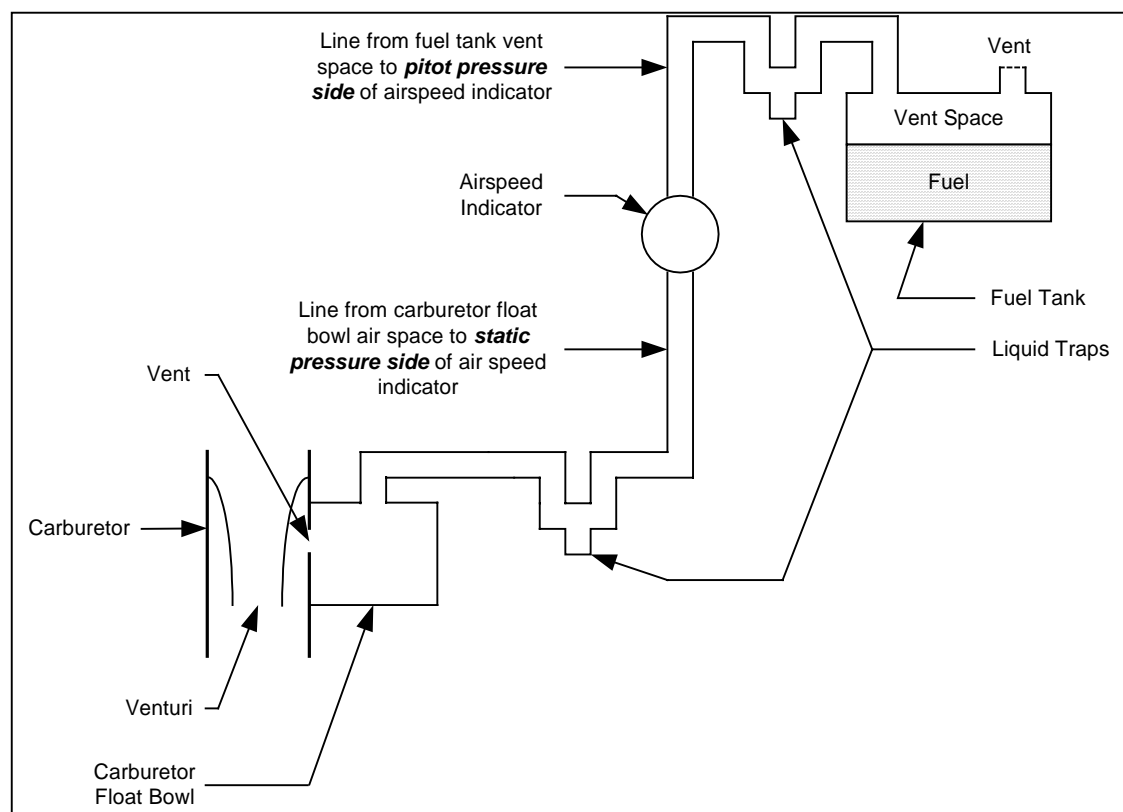 Line from fuel tank vent
space to pitot pressure
side of airspeed indicator
Vent
Vent Space
Fuel
Airspeed
Indicator
Fuel Tank
Line from carburetor float
bowl air space to static
pressure side of air speed
indicator
Liquid Traps
Vent
Carburetor
Venturi
Carburetor
Float Bowl